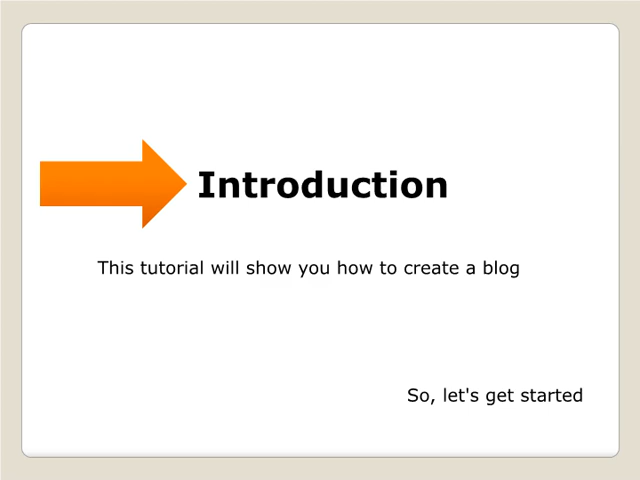 Introduction
This tutorial will show you how to create a blog
So, let's get started